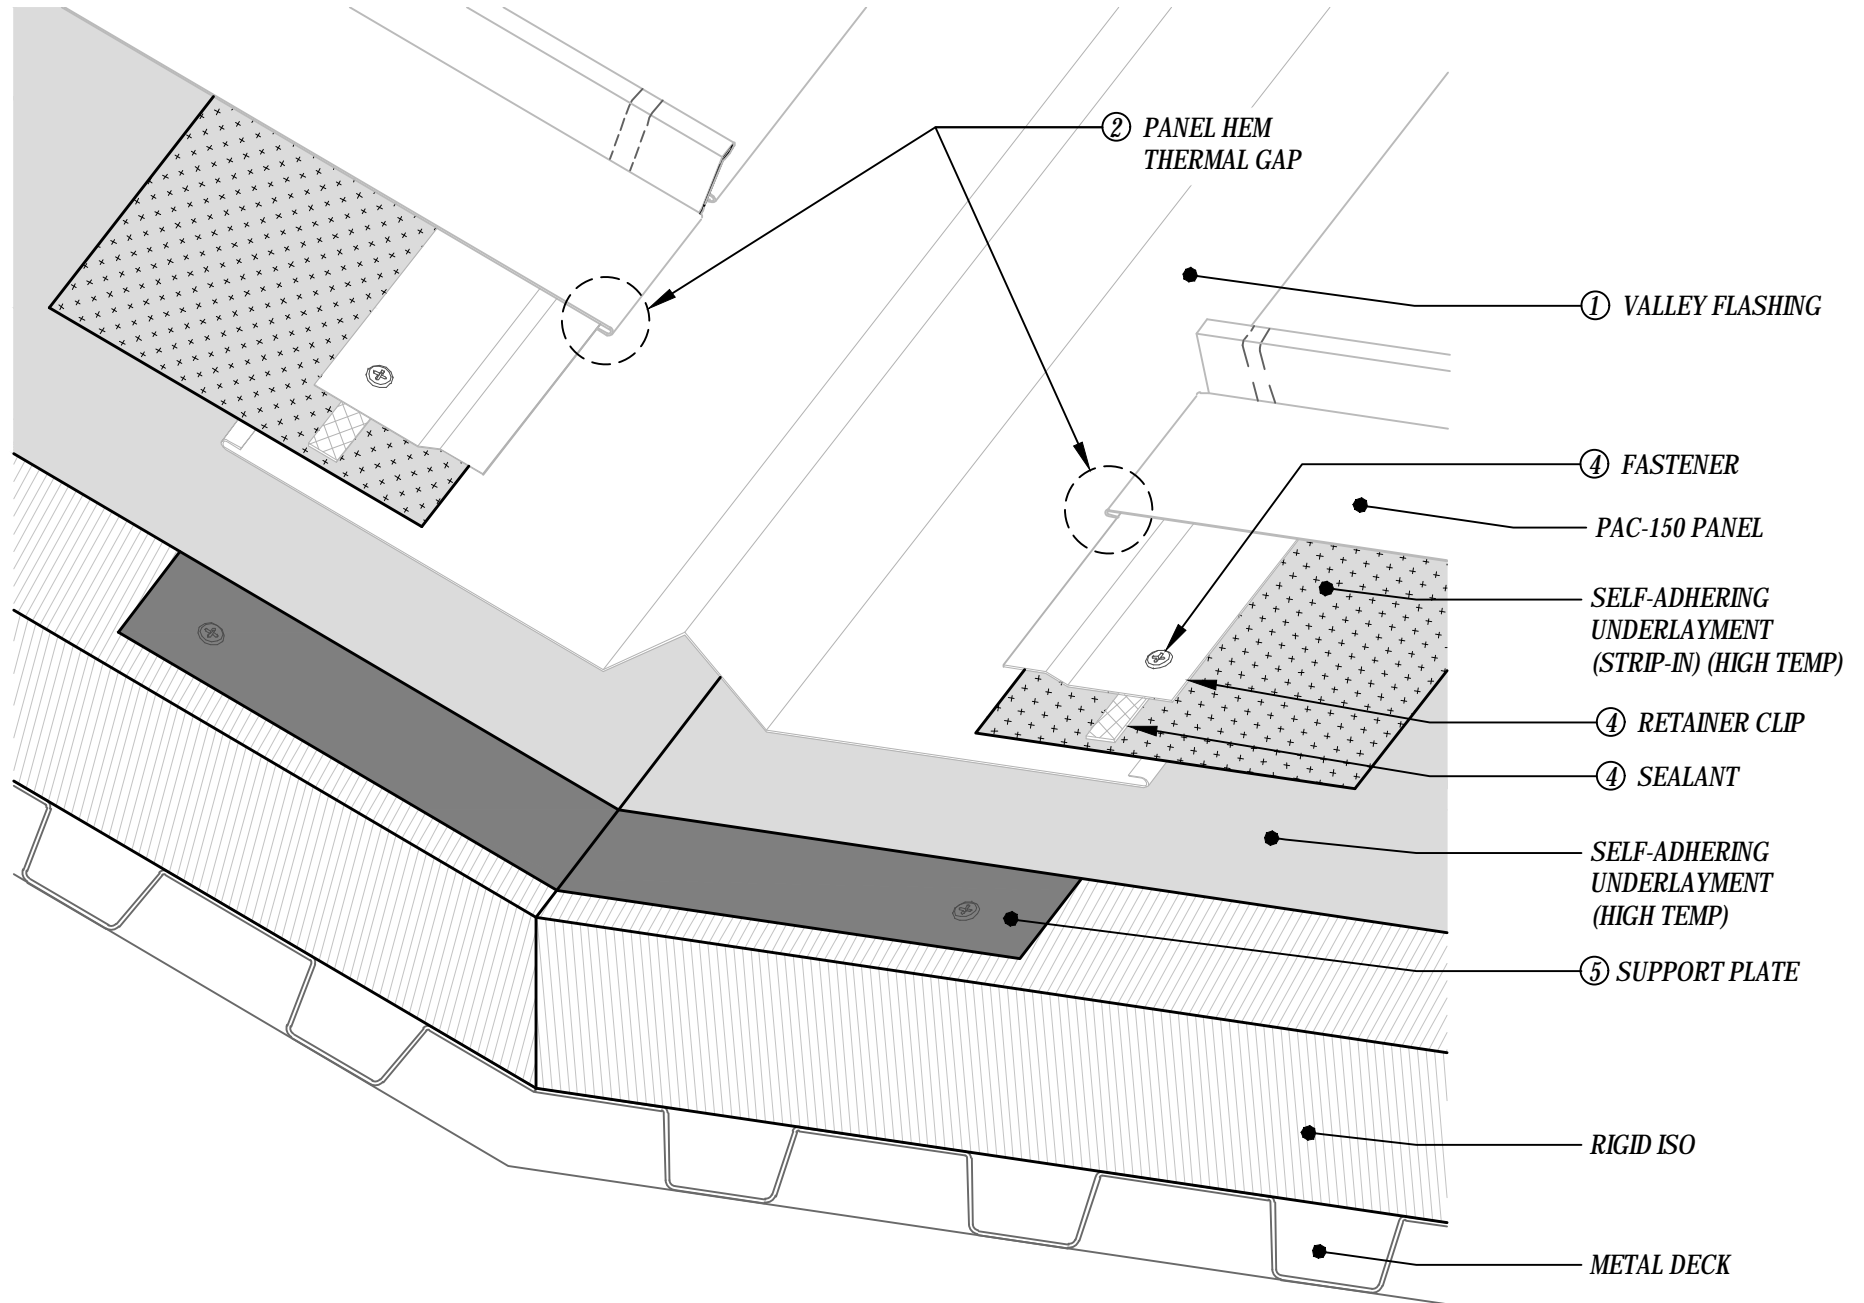 ② PANEL HEM
THERMAL GAP
① VALLEY FLASHING
④ FASTENER
PAC-150 PANEL
SELF-ADHERING
UNDERLAYMENT
(STRIP-IN) (HIGH TEMP)
④ RETAINER CLIP
④ SEALANT
SELF-ADHERING
UNDERLAYMENT
(HIGH TEMP)
⑤ SUPPORT PLATE
RIGID ISO
METAL DECK